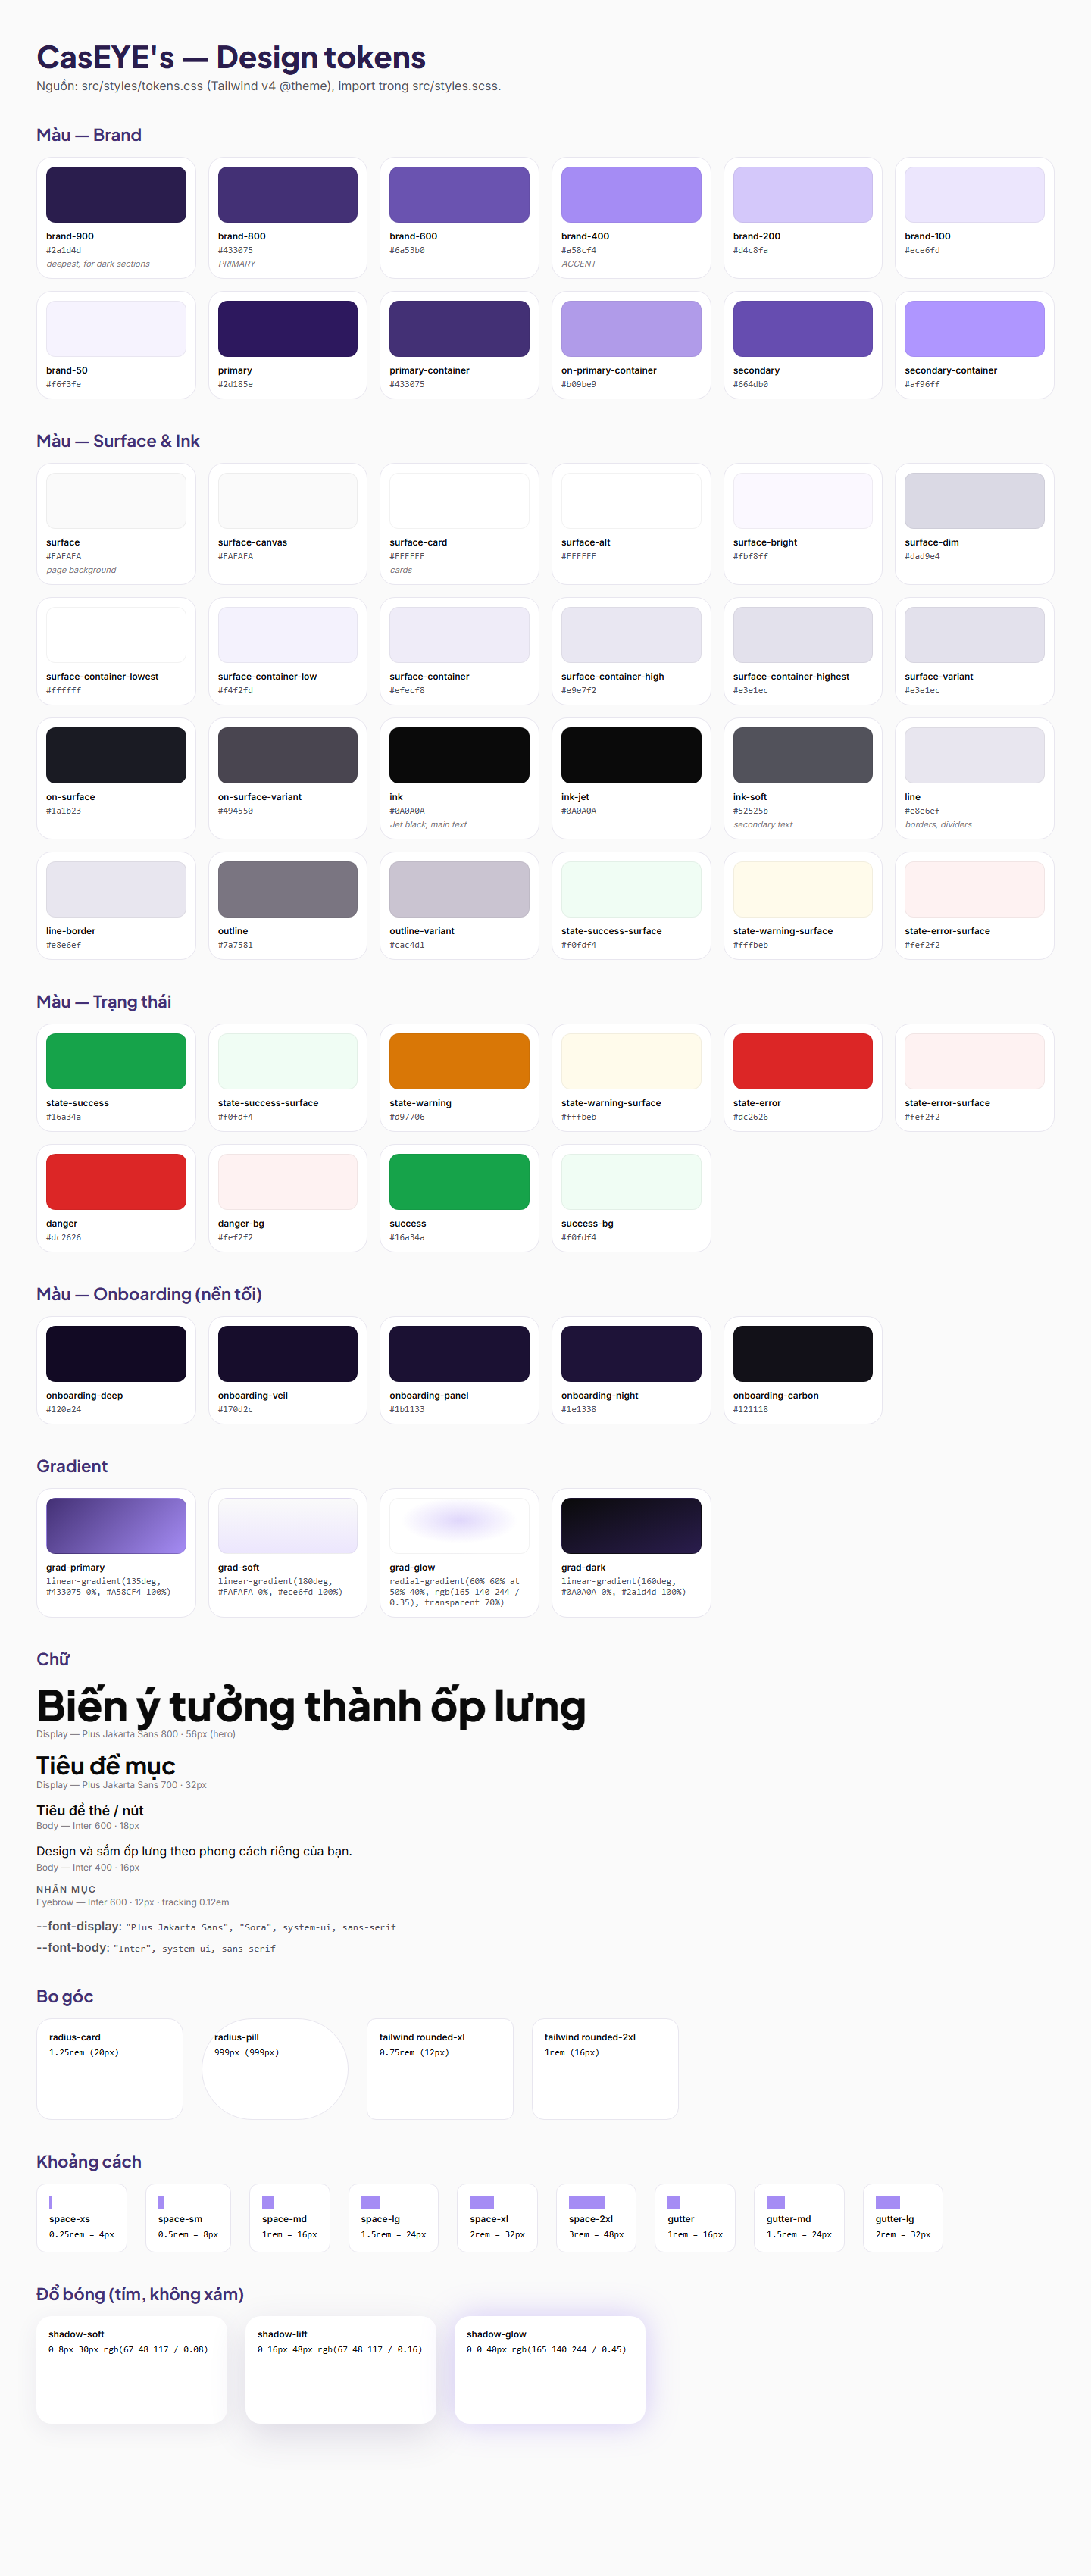 CasEYE's — Design tokens
Nguồn: src/styles/tokens.css (Tailwind v4 @theme), import trong src/styles.scss.
Màu — Brand
brand-900
#2a1d4d
deepest, for dark sections
brand-800
#433075
PRIMARY
brand-600
#6a53b0
brand-400
#a58cf4
ACCENT
brand-200
#d4c8fa
brand-100
#ece6fd
brand-50
#f6f3fe
primary
#2d185e
primary-container
#433075
on-primary-container
#b09be9
secondary
#664db0
secondary-container
#af96ff
Màu — Surface & Ink
surface
#FAFAFA
page background
surface-canvas
#FAFAFA
surface-card
#FFFFFF
cards
surface-alt
#FFFFFF
surface-bright
#fbf8ff
surface-dim
#dad9e4
surface-container-lowest
#ffffff
surface-container-low
#f4f2fd
surface-container
#efecf8
surface-container-high
#e9e7f2
surface-container-highest
#e3e1ec
surface-variant
#e3e1ec
on-surface
#1a1b23
on-surface-variant
#494550
ink
#0A0A0A
Jet black, main text
ink-jet
#0A0A0A
ink-soft
#52525b
secondary text
line
#e8e6ef
borders, dividers
line-border
#e8e6ef
outline
#7a7581
outline-variant
#cac4d1
state-success-surface
#f0fdf4
state-warning-surface
#fffbeb
state-error-surface
#fef2f2
Màu — Trạng thái
state-success
#16a34a
state-success-surface
#f0fdf4
state-warning
#d97706
state-warning-surface
#fffbeb
state-error
#dc2626
state-error-surface
#fef2f2
danger
#dc2626
danger-bg
#fef2f2
success
#16a34a
success-bg
#f0fdf4
Màu — Onboarding (nền tối)
onboarding-deep
#120a24
onboarding-veil
#170d2c
onboarding-panel
#1b1133
onboarding-night
#1e1338
onboarding-carbon
#121118
Gradient
grad-primary
linear-gradient(135deg,
#433075 0%, #A58CF4 100%)
grad-soft
linear-gradient(180deg,
#FAFAFA 0%, #ece6fd 100%)
grad-glow
radial-gradient(60% 60% at
50% 40%, rgb(165 140 244 /
0.35), transparent 70%)
grad-dark
linear-gradient(160deg,
#0A0A0A 0%, #2a1d4d 100%)
Chữ
Biến ý tưởng thành ốp lưng
Display — Plus Jakarta Sans 800 · 56px (hero)
Tiêu đề mục
Display — Plus Jakarta Sans 700 · 32px
Tiêu đề thẻ / nút
Body — Inter 600 · 18px
Design và sắm ốp lưng theo phong cách riêng của bạn.
Body — Inter 400 · 16px
NHÃN MỤC
Eyebrow — Inter 600 · 12px · tracking 0.12em
--font-display: "Plus Jakarta Sans", "Sora", system-ui, sans-serif
--font-body: "Inter", system-ui, sans-serif
Bo góc
radius-card
1.25rem (20px)
radius-pill
999px (999px)
tailwind rounded-xl
0.75rem (12px)
tailwind rounded-2xl
1rem (16px)
Khoảng cách
space-xs
0.25rem = 4px
space-sm
0.5rem = 8px
space-md
1rem = 16px
space-lg
1.5rem = 24px
space-xl
2rem = 32px
space-2xl
3rem = 48px
gutter
1rem = 16px
gutter-md
1.5rem = 24px
gutter-lg
2rem = 32px
Đổ bóng (tím, không xám)
shadow-soft
0 8px 30px rgb(67 48 117 / 0.08)
shadow-lift
0 16px 48px rgb(67 48 117 / 0.16)
shadow-glow
0 0 40px rgb(165 140 244 / 0.45)